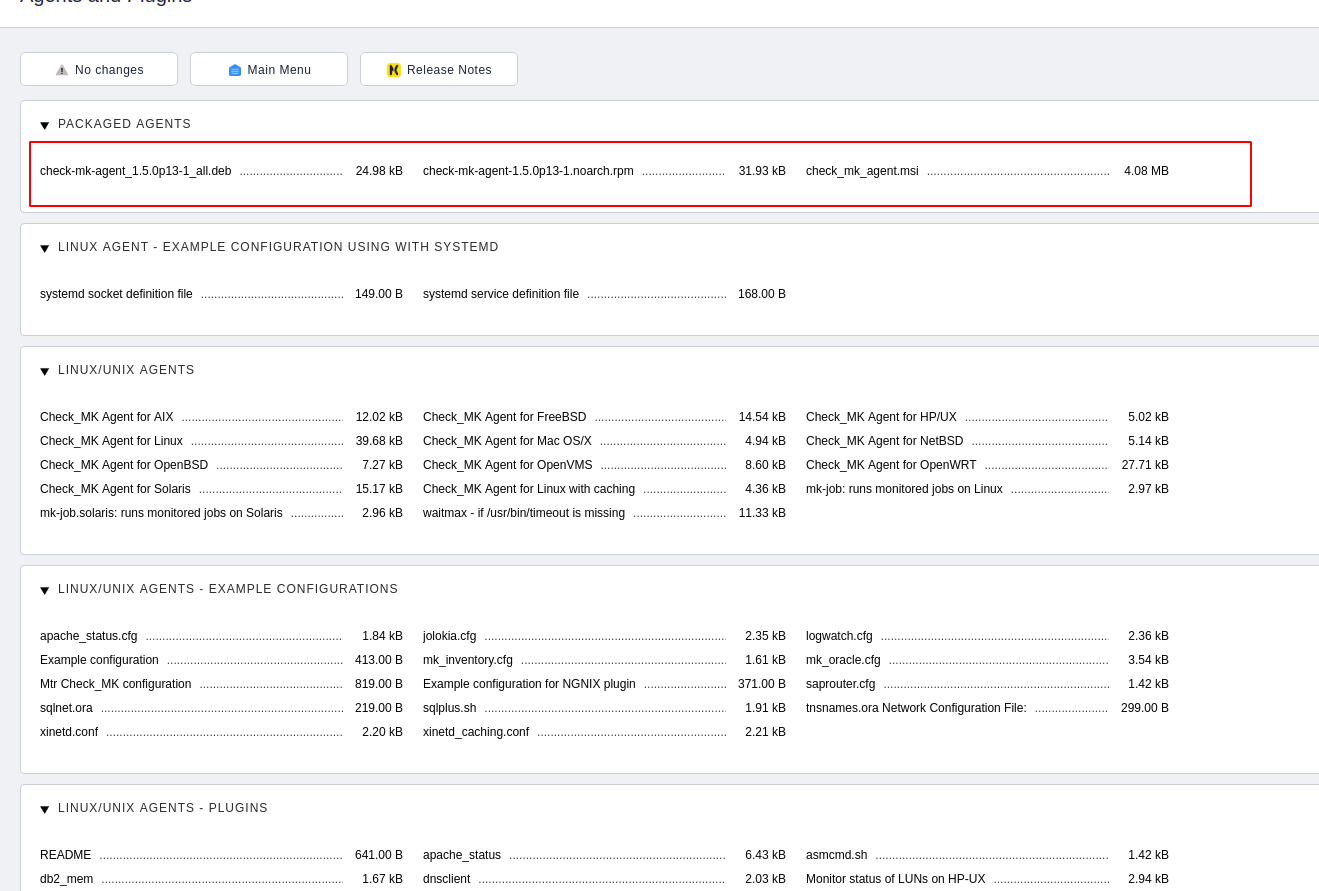 Agents and Plugins
No changes Main Menu Release Notes
PACKAGED AGENTS
check-mk-agent_1.5.0p13-1_all.deb 24.98 kB check-mk-agent-1.5.0p13-1.noarch.rpm 31.93 kB check_mk_agent.msi 4.08 MB
LINUX AGENT - EXAMPLE CONFIGURATION USING WITH SYSTEMD
systemd socket definition file 149.00 B systemd service definition file 168.00 B
LINUX/UNIX AGENTS
Check_MK Agent for AIX 12.02 kB Check_MK Agent for FreeBSD 14.54 kB Check_MK Agent for HP/UX 5.02 kB
Check_MK Agent for Linux 39.68 kB Check_MK Agent for Mac OS/X 4.94 kB Check_MK Agent for NetBSD 5.14 kB
Check_MK Agent for OpenBSD 7.27 kB Check_MK Agent for OpenVMS 8.60 kB Check_MK Agent for OpenWRT 27.71 kB
Check_MK Agent for Solaris 15.17 kB Check_MK Agent for Linux with caching 4.36 kB mk-job: runs monitored jobs on Linux 2.97 kB
mk-job.solaris: runs monitored jobs on Solaris 2.96 kB waitmax - if /usr/bin/timeout is missing 11.33 kB
LINUX/UNIX AGENTS - EXAMPLE CONFIGURATIONS
apache_status.cfg 1.84 kB jolokia.cfg 2.35 kB logwatch.cfg 2.36 kB
Example configuration 413.00 B mk_inventory.cfg 1.61 kB mk_oracle.cfg 3.54 kB
Mtr Check_MK configuration 819.00 B Example configuration for NGNIX plugin 371.00 B saprouter.cfg 1.42 kB
sqlnet.ora 219.00 B sqlplus.sh 1.91 kB tnsnames.ora Network Configuration File: 299.00 B
xinetd.conf 2.20 kB xinetd_caching.conf 2.21 kB
LINUX/UNIX AGENTS - PLUGINS
README 641.00 B apache_status 6.43 kB asmcmd.sh 1.42 kB
db2_mem 1.67 kB dnsclient 2.03 kB Monitor status of LUNs on HP-UX 2.94 kB